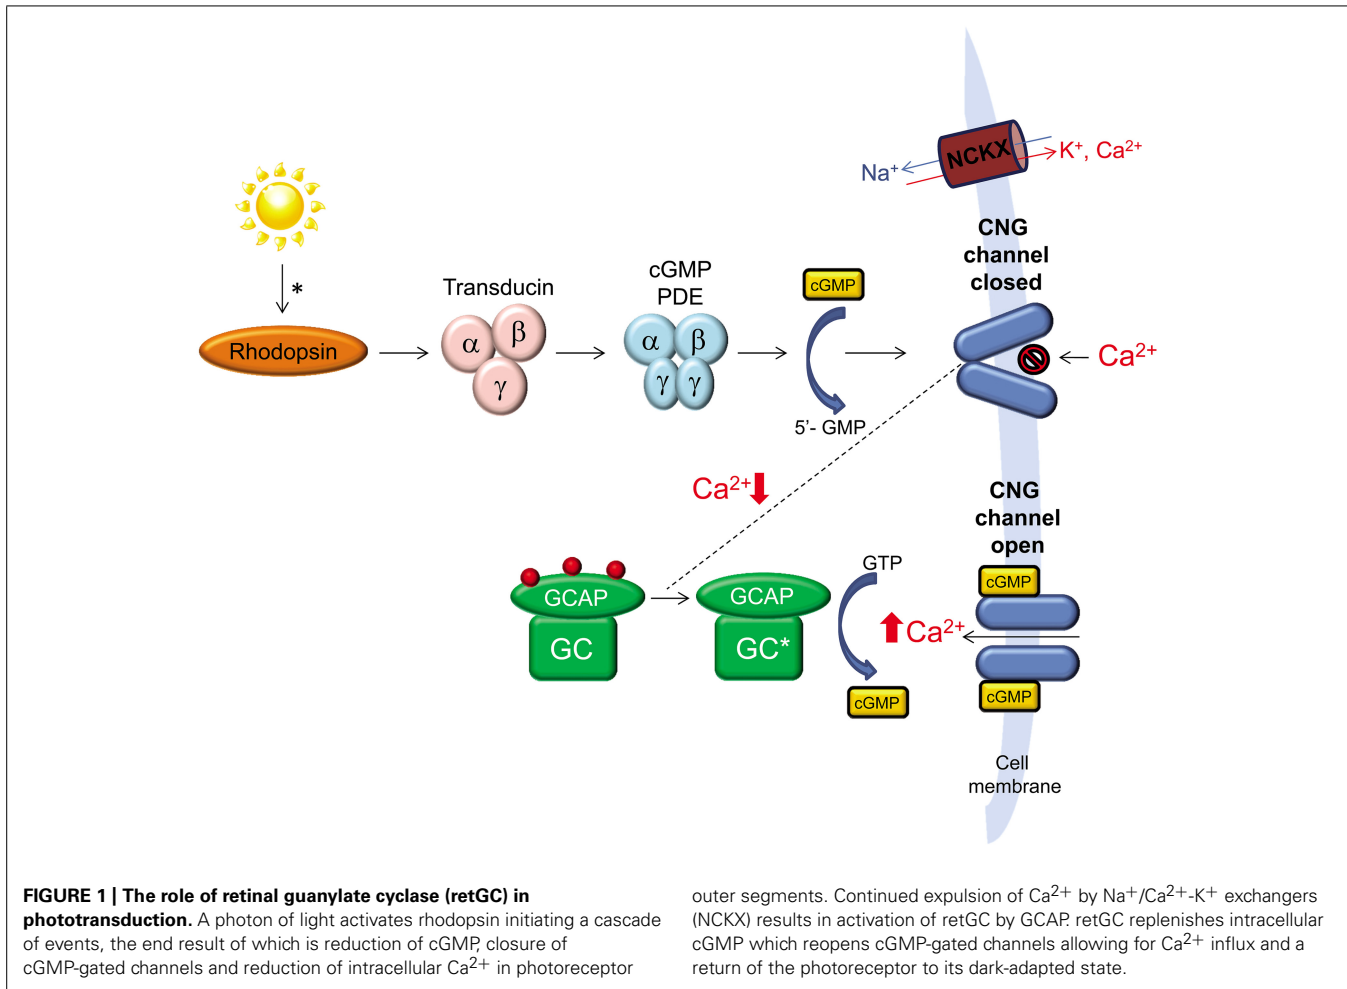 NCKX
Na⁺
K⁺, Ca²⁺
CNG
channel
closed
*
Rhodopsin
Transducin
α
β
γ
cGMP
PDE
α
β
γ
γ
cGMP
5'- GMP
Ca²⁺
Ca²⁺
CNG
channel
open
GCAP
GC
GCAP
GC*
GTP
cGMP
Ca²⁺
cGMP
cGMP
Cell
membrane
FIGURE 1 | The role of retinal guanylate cyclase (retGC) in
phototransduction. A photon of light activates rhodopsin initiating a cascade
of events, the end result of which is reduction of cGMP, closure of
cGMP-gated channels and reduction of intracellular Ca²⁺ in photoreceptor
outer segments. Continued expulsion of Ca²⁺ by Na⁺/Ca²⁺-K⁺ exchangers
(NCKX) results in activation of retGC by GCAP. retGC replenishes intracellular
cGMP which reopens cGMP-gated channels allowing for Ca²⁺ influx and a
return of the photoreceptor to its dark-adapted state.